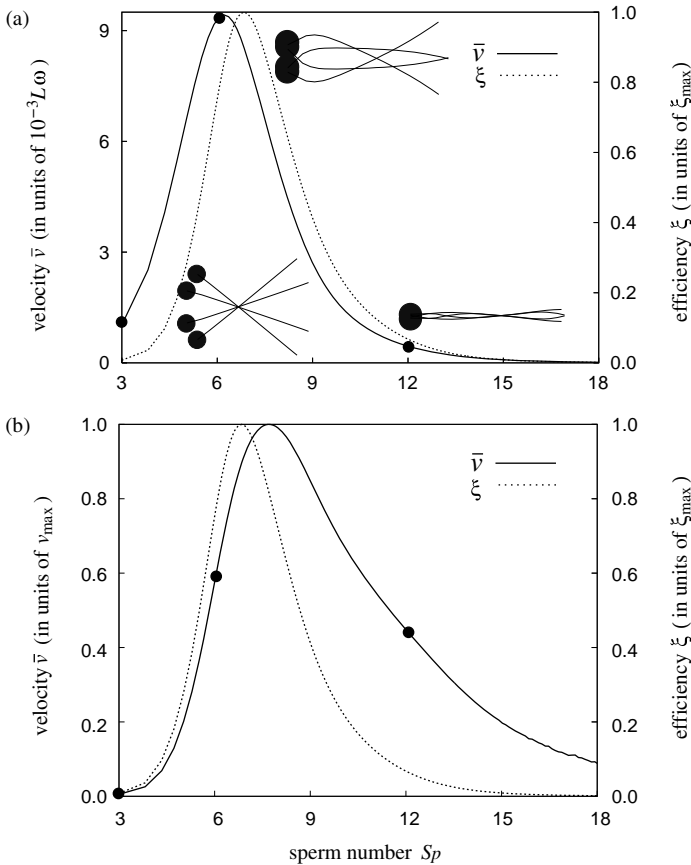 (a)
velocity v̄ (in units of 10⁻³Lω)
9
6
3
0
1.0
0.8
0.6
0.4
0.2
0.0
efficiency ξ ( in units of ξmax)
v̄
ξ
3 6 9 12 15 18
(b)
velocity v̄ (in units of vmax)
1.0
0.8
0.6
0.4
0.2
0.0
1.0
0.8
0.6
0.4
0.2
0.0
efficiency ξ ( in units of ξmax)
v̄
ξ
3 6 9 12 15 18
sperm number Sp